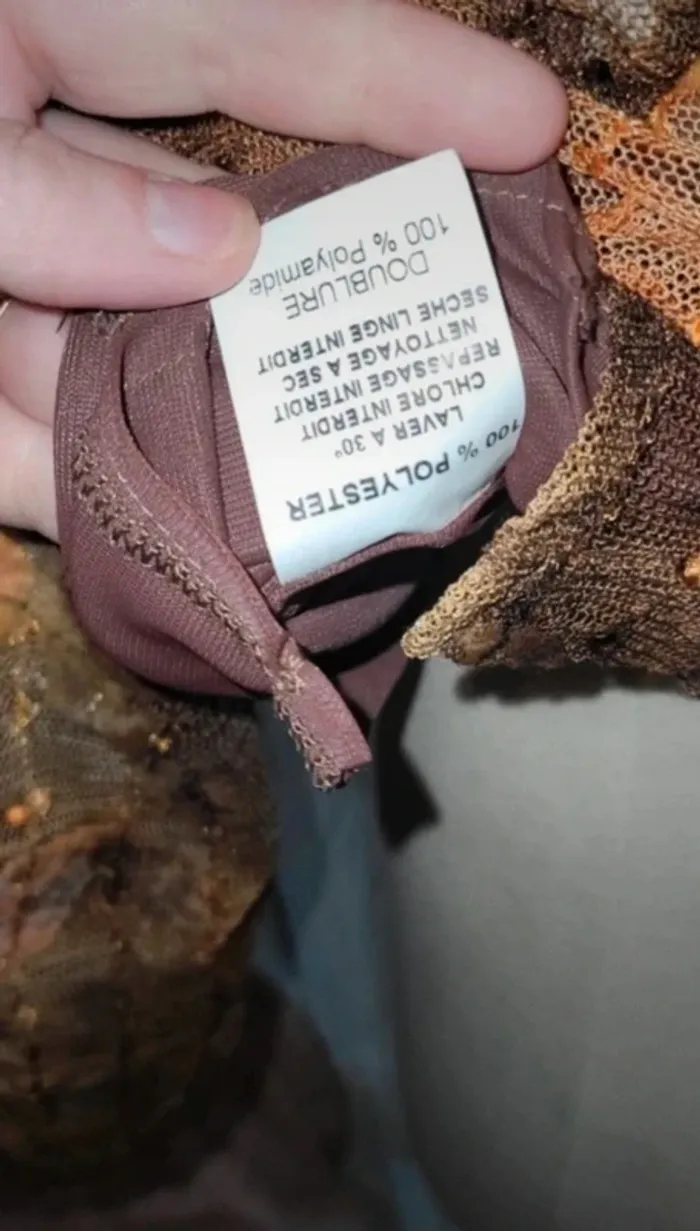 100 % POLYESTER
LAVER A 30°
CHLORE INTERDIT
REPASSAGE INTERDIT
NETTOYAGE A SEC
SECHE LINGE INTERDIT
DOUBLURE
100 % Polyamide